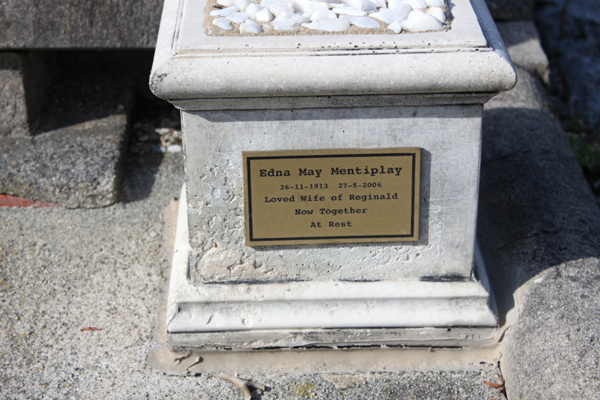 Edna May Mentiplay
26-11-1913 27-5-2006
Loved Wife of Reginald
Now Together
At Rest